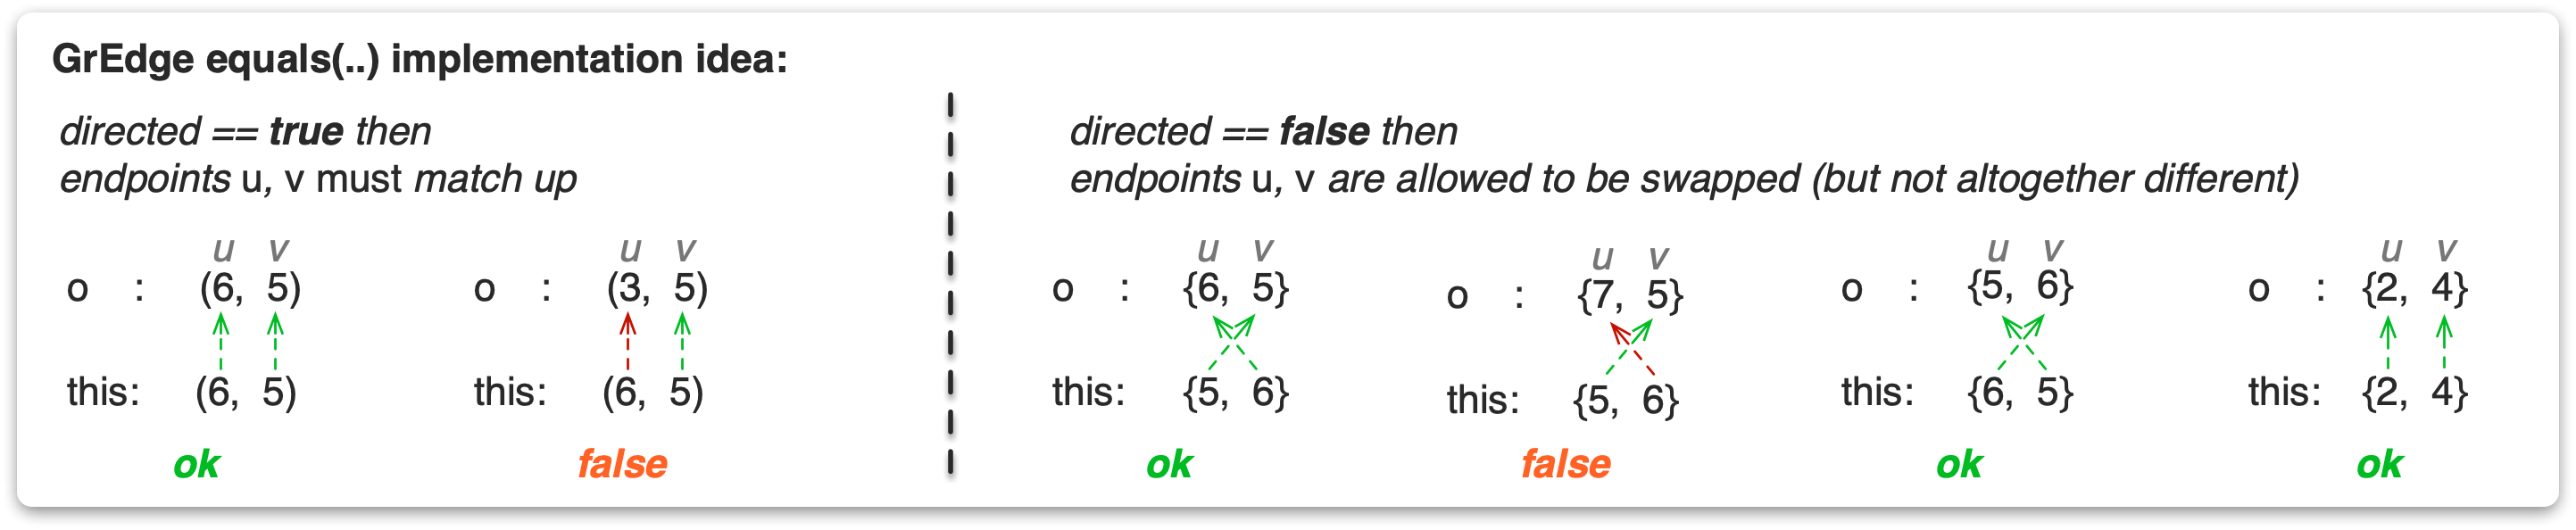 GrEdge equals(..) implementation idea:
directed == true then
endpoints u, v must match up
u v
o : (6, 5)
this: (6, 5)
ok
u v
o : (3, 5)
this: (6, 5)
false
directed == false then
endpoints u, v are allowed to be swapped (but not altogether different)
u v
o : {6, 5}
this: {5, 6}
ok
u v
o : {7, 5}
this: {5, 6}
false
u v
o : {5, 6}
this: {6, 5}
ok
u v
o : {2, 4}
this: {2, 4}
ok